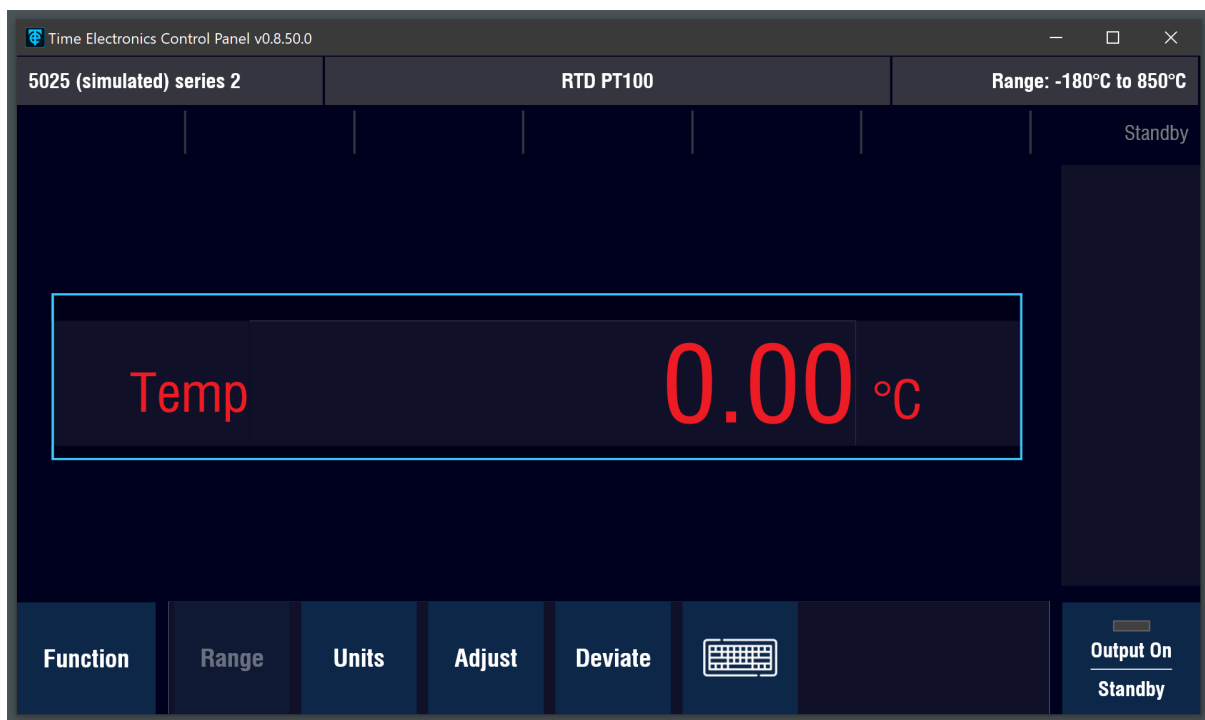 Time Electronics Control Panel v0.8.50.0
5025 (simulated) series 2
RTD PT100
Range: -180°C to 850°C
Standby
Temp 0.00 °C
Function
Range
Units
Adjust
Deviate
Output On
Standby